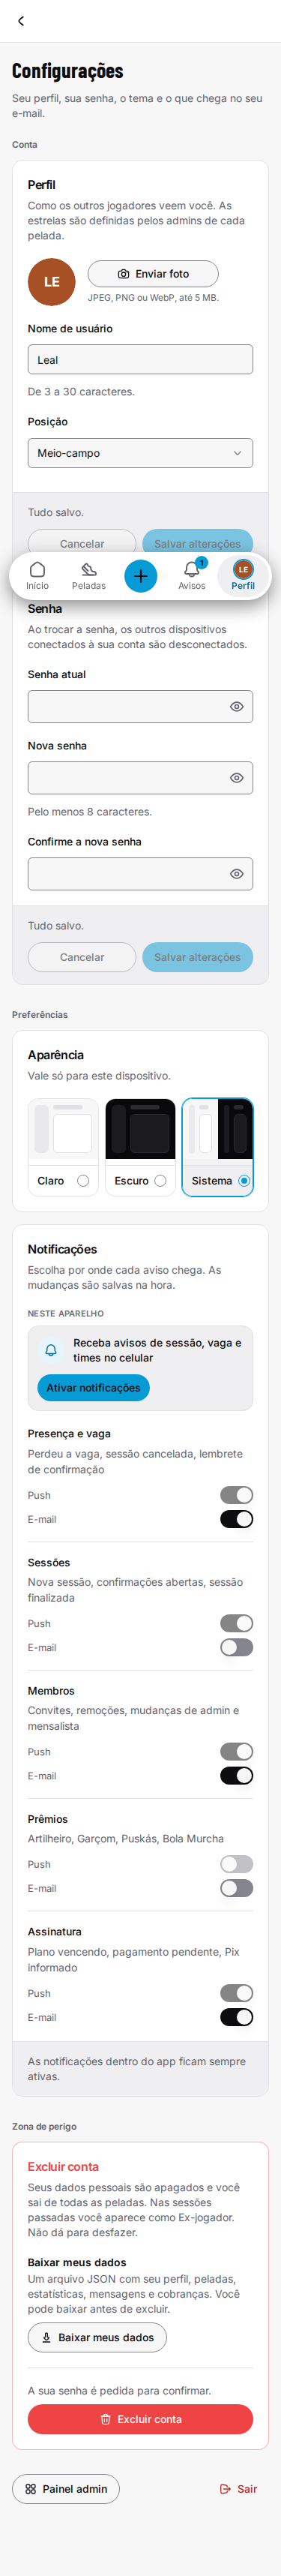 Configurações
Seu perfil, sua senha, o tema e o que chega no seu
e-mail.
Conta
Perfil
Como os outros jogadores veem você. As
estrelas são definidas pelos admins de cada
pelada.
LE
Enviar foto
JPEG, PNG ou WebP, até 5 MB.
Nome de usuário
Leal
De 3 a 30 caracteres.
Posição
Meio-campo
Tudo salvo.
Cancelar
Salvar alterações
Início
Peladas
1
Avisos
LE
Perfil
Senha
Ao trocar a senha, os outros dispositivos
conectados à sua conta são desconectados.
Senha atual
Nova senha
Pelo menos 8 caracteres.
Confirme a nova senha
Tudo salvo.
Cancelar
Salvar alterações
Preferências
Aparência
Vale só para este dispositivo.
Claro
Escuro
Sistema
Notificações
Escolha por onde cada aviso chega. As
mudanças são salvas na hora.
NESTE APARELHO
Receba avisos de sessão, vaga e
times no celular
Ativar notificações
Presença e vaga
Perdeu a vaga, sessão cancelada, lembrete
de confirmação
Push
E-mail
Sessões
Nova sessão, confirmações abertas, sessão
finalizada
Push
E-mail
Membros
Convites, remoções, mudanças de admin e
mensalista
Push
E-mail
Prêmios
Artilheiro, Garçom, Puskás, Bola Murcha
Push
E-mail
Assinatura
Plano vencendo, pagamento pendente, Pix
informado
Push
E-mail
As notificações dentro do app ficam sempre
ativas.
Zona de perigo
Excluir conta
Seus dados pessoais são apagados e você
sai de todas as peladas. Nas sessões
passadas você aparece como Ex-jogador.
Não dá para desfazer.
Baixar meus dados
Um arquivo JSON com seu perfil, peladas,
estatísticas, mensagens e cobranças. Você
pode baixar antes de excluir.
Baixar meus dados
A sua senha é pedida para confirmar.
Excluir conta
Painel admin
Sair